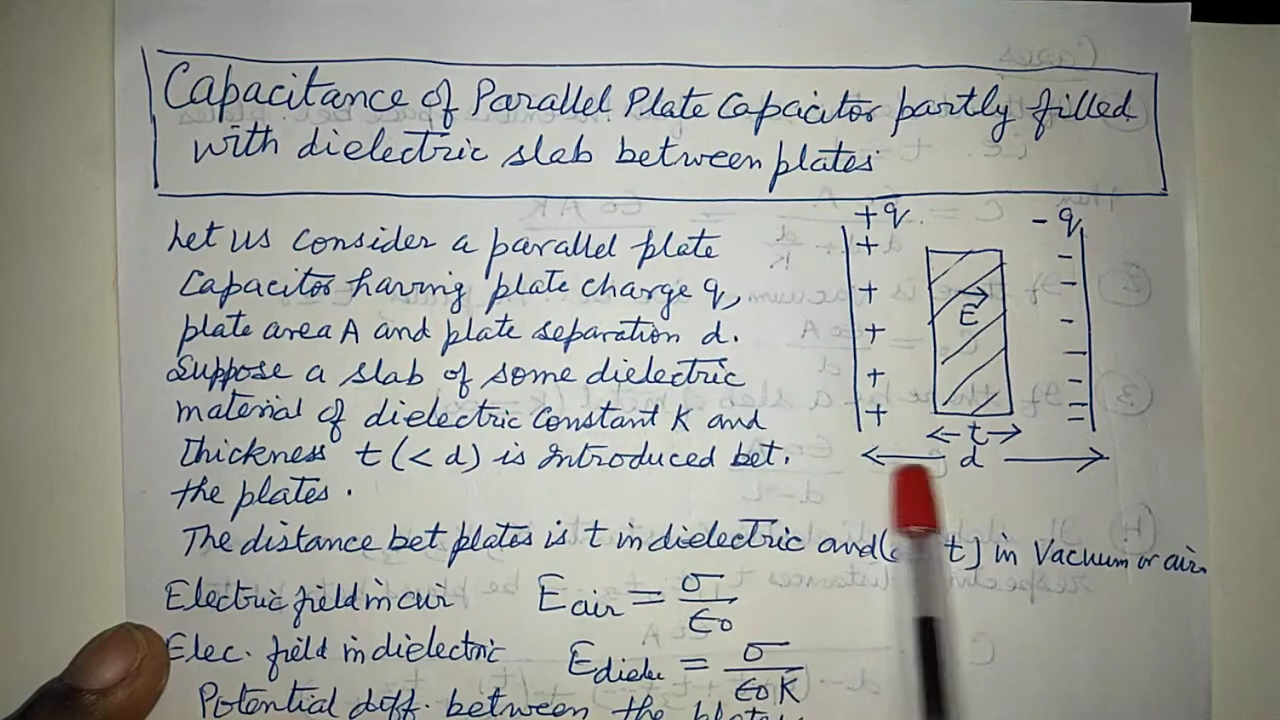 Capacitance of Parallel Plate Capacitor partly filled
with dielectric slab between plates
Let us consider a parallel plate
Capacitor having plate charge q,
plate area A and plate separation d.
Suppose a slab of some dielectric
material of dielectric Constant K and
Thickness t (< d) is Introduced bet.
the plates.
+q - q
+ -
+ -
+ -
+ -
+ -
=
E
t
d
The distance bet plates is t in dielectric and ( t] in Vacuum or air.
Electric field in air E air = σ/ε0
Elec. field in dielectric E diele = σ/ε0 K
Potential diff. between the plates